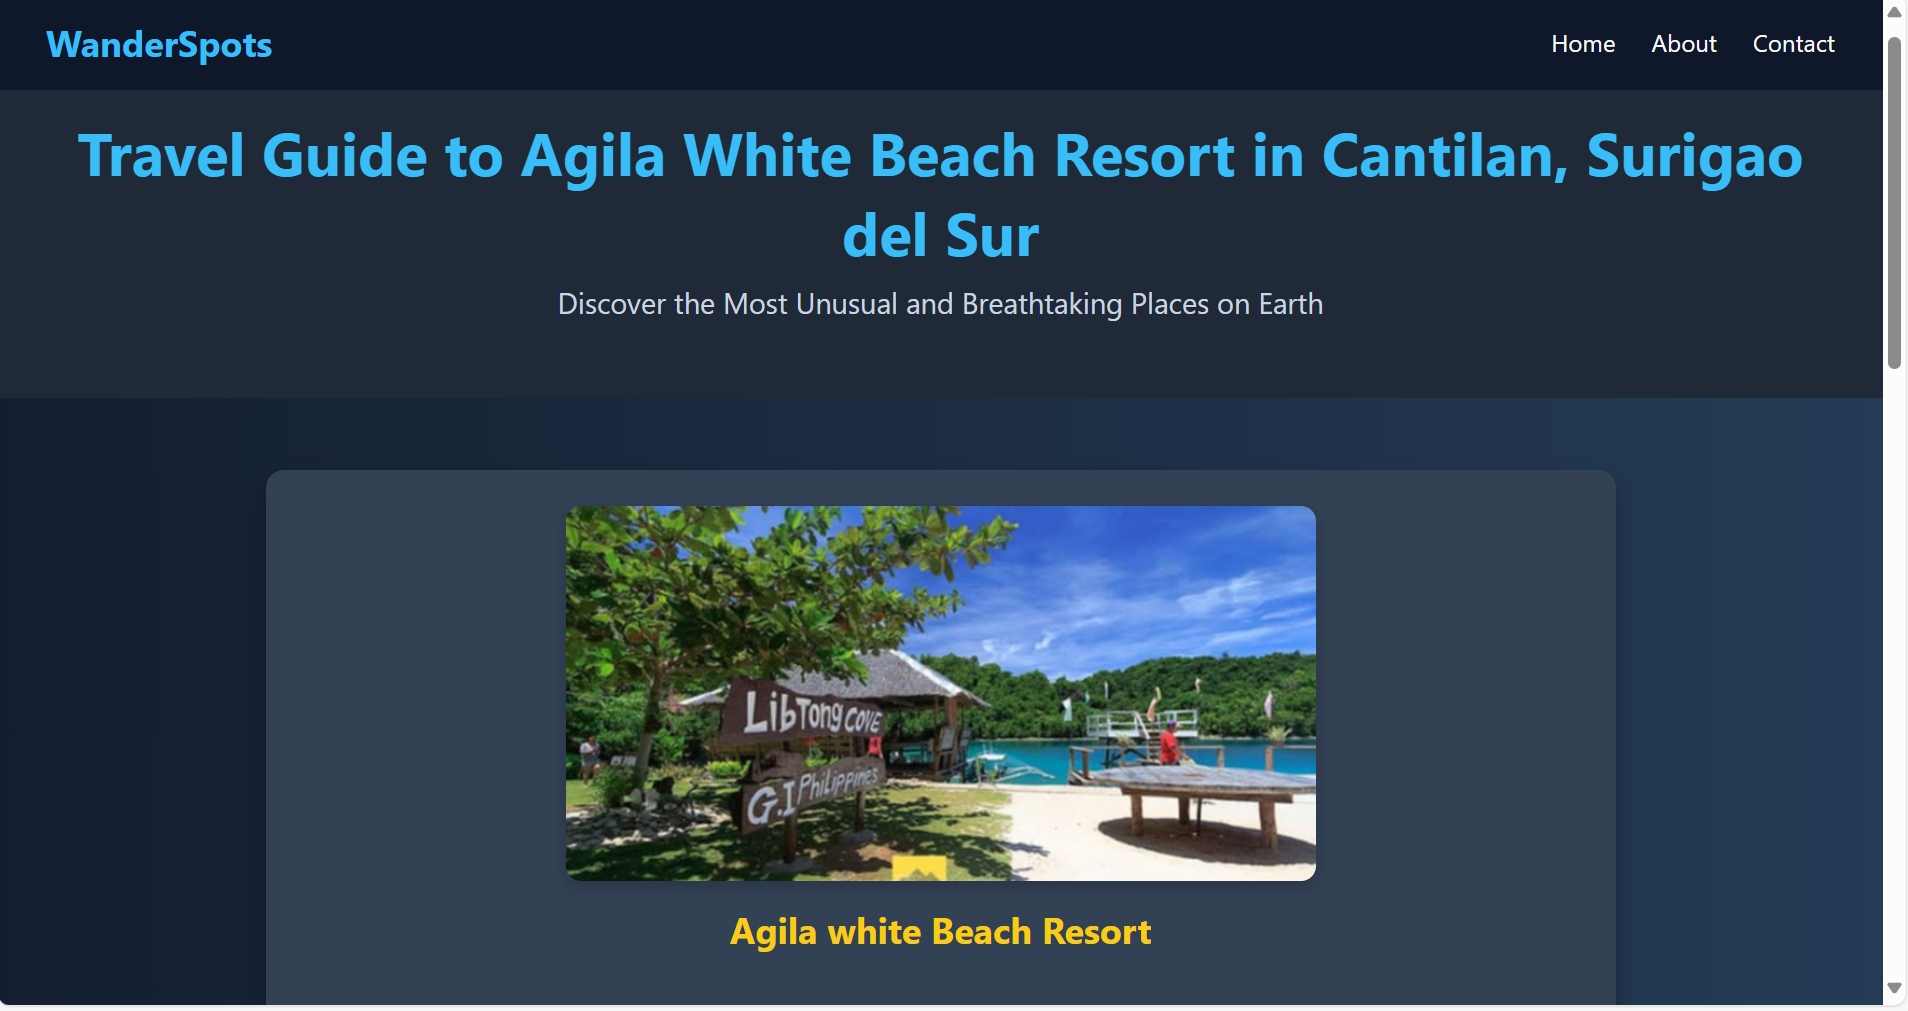 WanderSpots
Home About Contact
Travel Guide to Agila White Beach Resort in Cantilan, Surigao
del Sur
Discover the Most Unusual and Breathtaking Places on Earth
LibTong COVE
G.I Philippines
Agila white Beach Resort